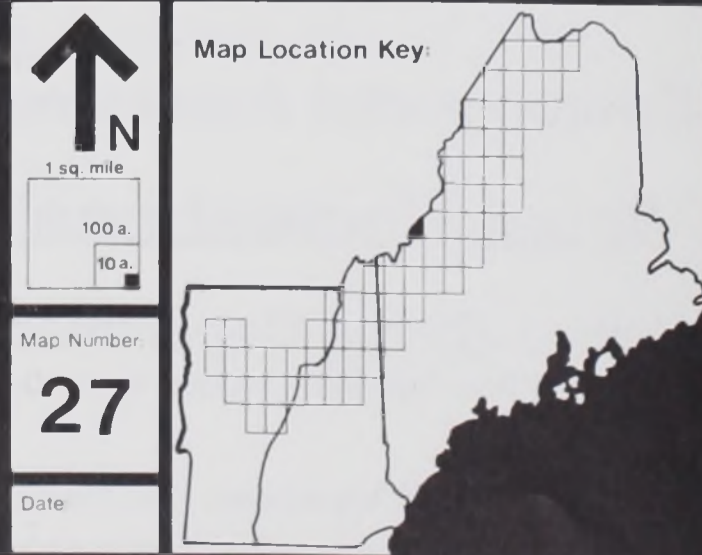 N
1 sq. mile
100 a.
10 a.
Map Number:
27
Date
Map Location Key: